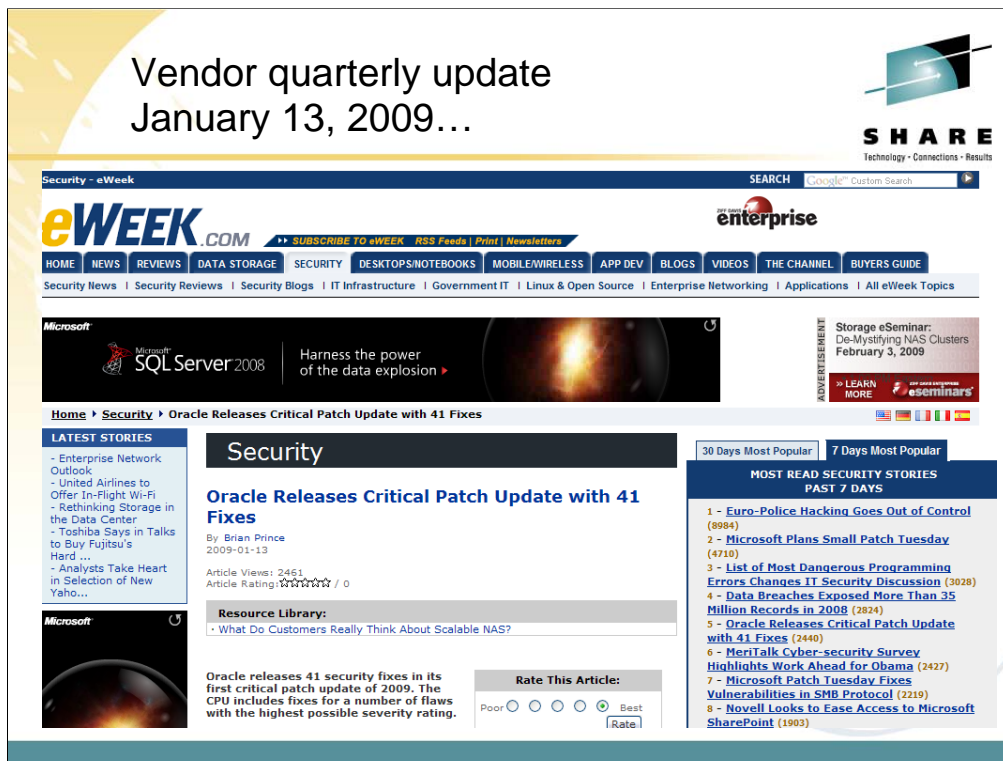 Vendor quarterly update
January 13, 2009…
SHARE
Technology · Connections · Results
Security - eWeek
SEARCH
Google™ Custom Search
eWEEK.COM
SUBSCRIBE TO eWEEK RSS Feeds | Print | Newsletters
ZIFF DAVIS
enterprise
HOME NEWS REVIEWS DATA STORAGE SECURITY DESKTOPS/NOTEBOOKS MOBILE/WIRELESS APP DEV BLOGS VIDEOS THE CHANNEL BUYERS GUIDE
Security News | Security Reviews | Security Blogs | IT Infrastructure | Government IT | Linux & Open Source | Enterprise Networking | Applications | All eWeek Topics
Microsoft
Microsoft
SQL Server 2008
Harness the power
of the data explosion
ADVERTISEMENT
Storage eSeminar:
De-Mystifying NAS Clusters
February 3, 2009
» LEARN
MORE
ZIFF DAVIS ENTERPRISE
eseminars
Home Security Oracle Releases Critical Patch Update with 41 Fixes
LATEST STORIES
- Enterprise Network
Outlook
- United Airlines to
Offer In-Flight Wi-Fi
- Rethinking Storage in
the Data Center
- Toshiba Says in Talks
to Buy Fujitsu's
Hard ...
- Analysts Take Heart
in Selection of New
Yaho...
Microsoft
Security
Oracle Releases Critical Patch Update with 41
Fixes
By Brian Prince
2009-01-13
Article Views: 2461
Article Rating: / 0
Resource Library:
· What Do Customers Really Think About Scalable NAS?
Oracle releases 41 security fixes in its
first critical patch update of 2009. The
CPU includes fixes for a number of flaws
with the highest possible severity rating.
Rate This Article:
Poor Best
Rate
30 Days Most Popular
7 Days Most Popular
MOST READ SECURITY STORIES
PAST 7 DAYS
1 - Euro-Police Hacking Goes Out of Control
(8984)
2 - Microsoft Plans Small Patch Tuesday
(4710)
3 - List of Most Dangerous Programming
Errors Changes IT Security Discussion (3028)
4 - Data Breaches Exposed More Than 35
Million Records in 2008 (2824)
5 - Oracle Releases Critical Patch Update
with 41 Fixes (2440)
6 - MeriTalk Cyber-security Survey
Highlights Work Ahead for Obama (2427)
7 - Microsoft Patch Tuesday Fixes
Vulnerabilities in SMB Protocol (2219)
8 - Novell Looks to Ease Access to Microsoft
SharePoint (1903)